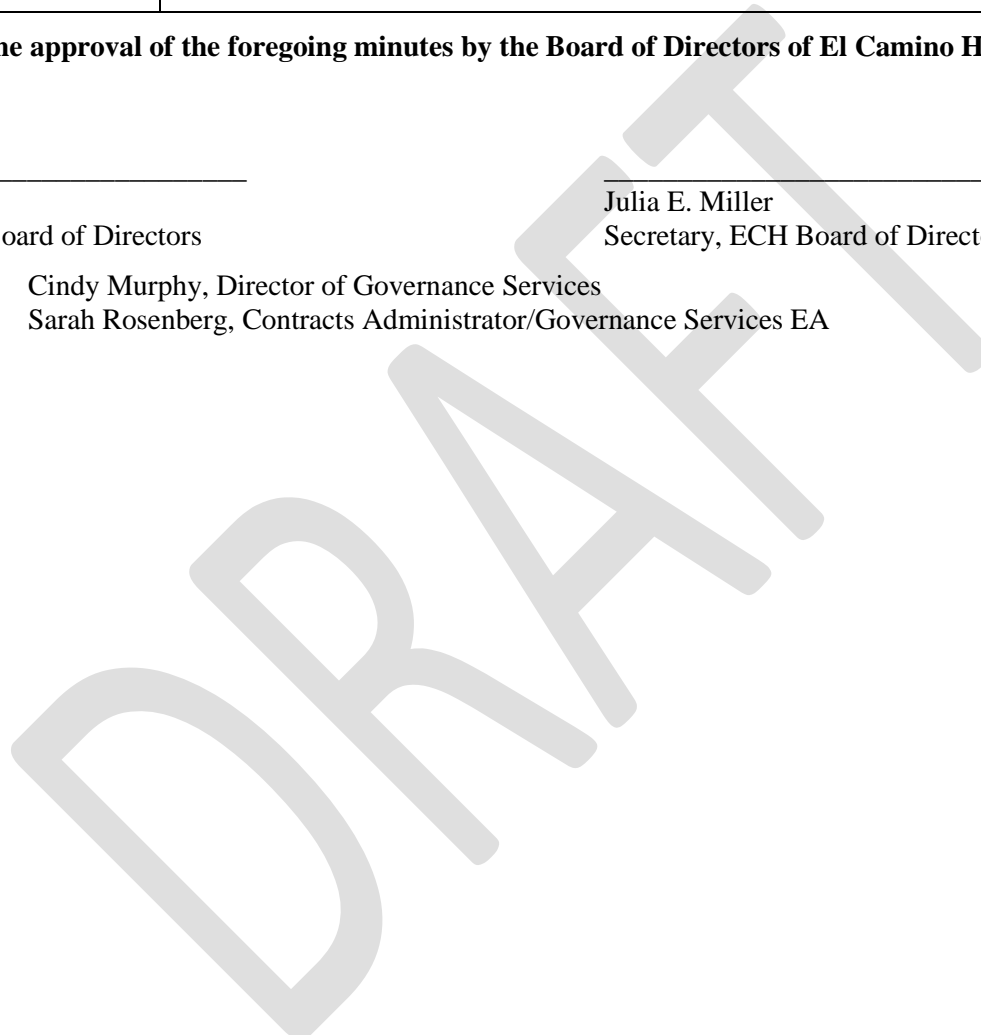 he approval of the foregoing minutes by the Board of Directors of El Camino H
Julia E. Miller
oard of Directors Secretary, ECH Board of Direct
Cindy Murphy, Director of Governance Services
Sarah Rosenberg, Contracts Administrator/Governance Services EA
DRAFT